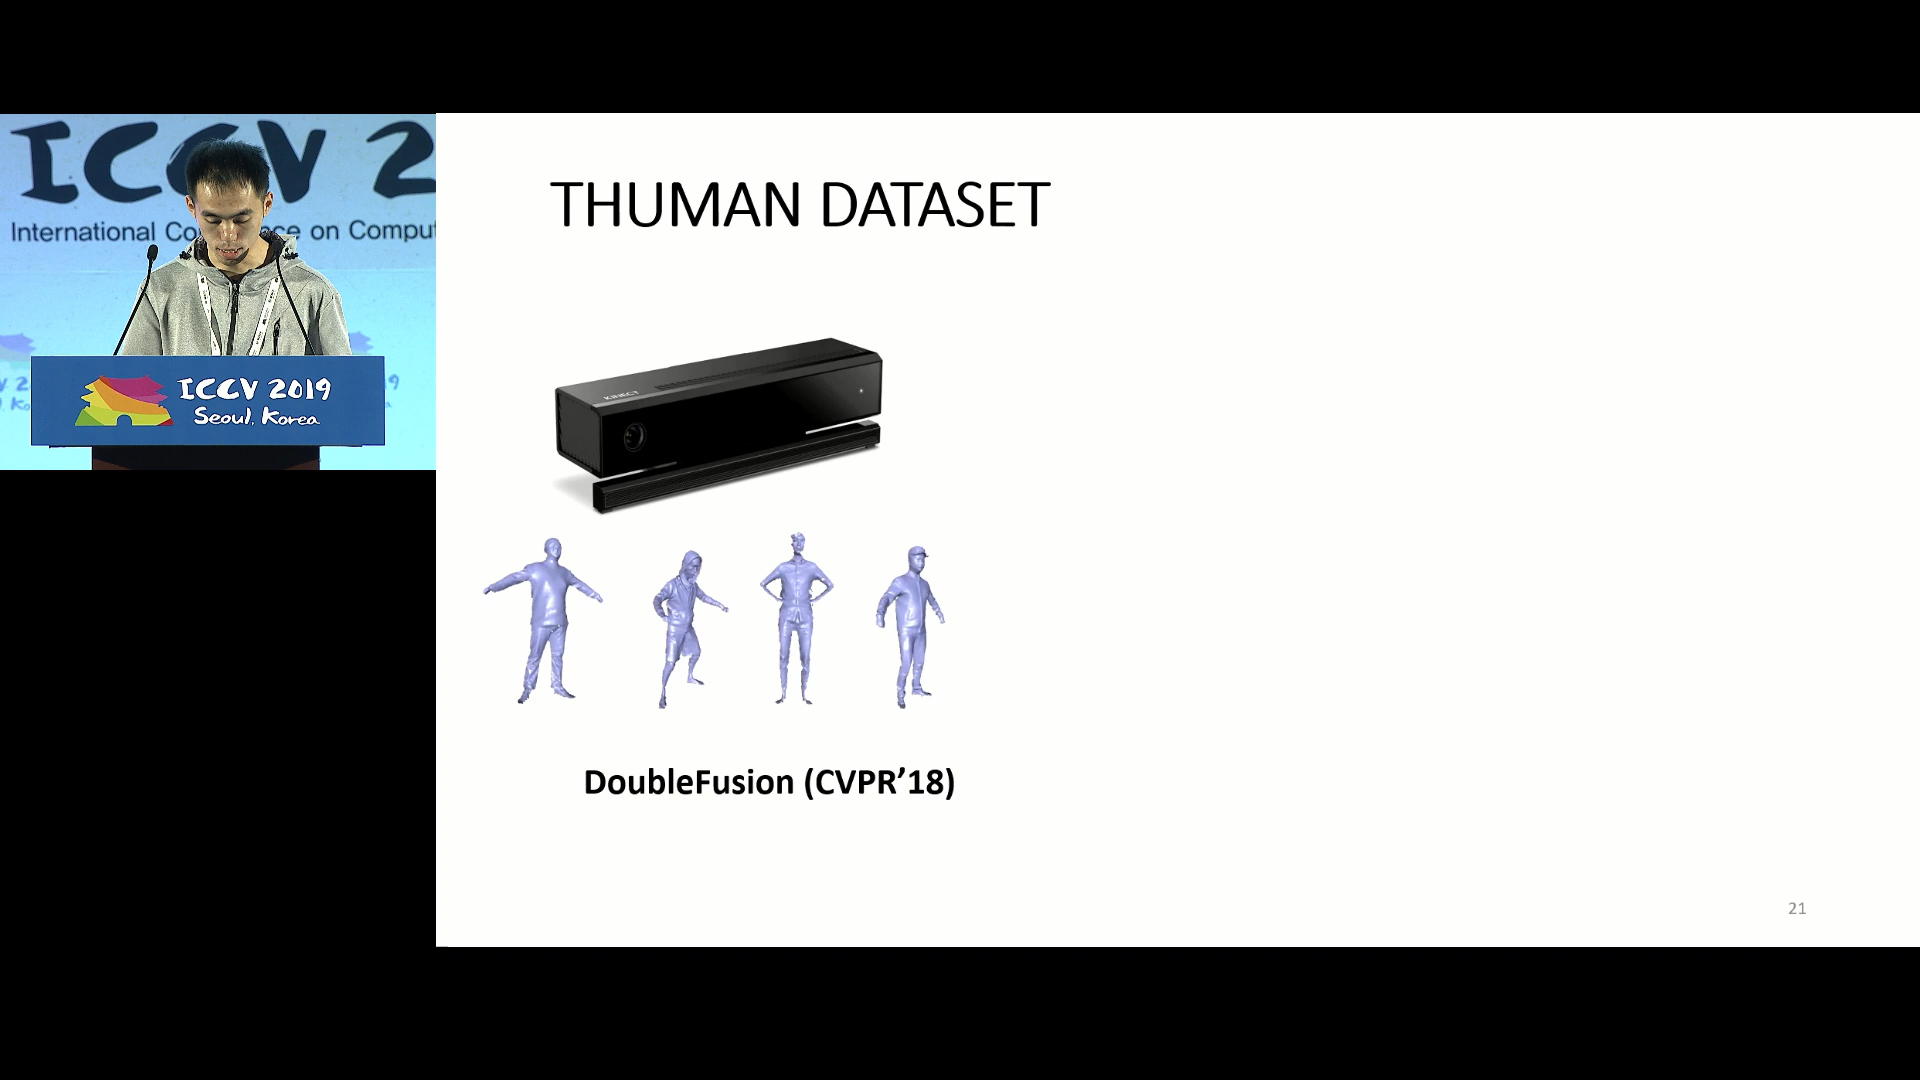 ICCV 2
International Co ce on Comput
ICCV 2019
Seoul, Korea
THUMAN DATASET
KINECT
DoubleFusion (CVPR’18)
21